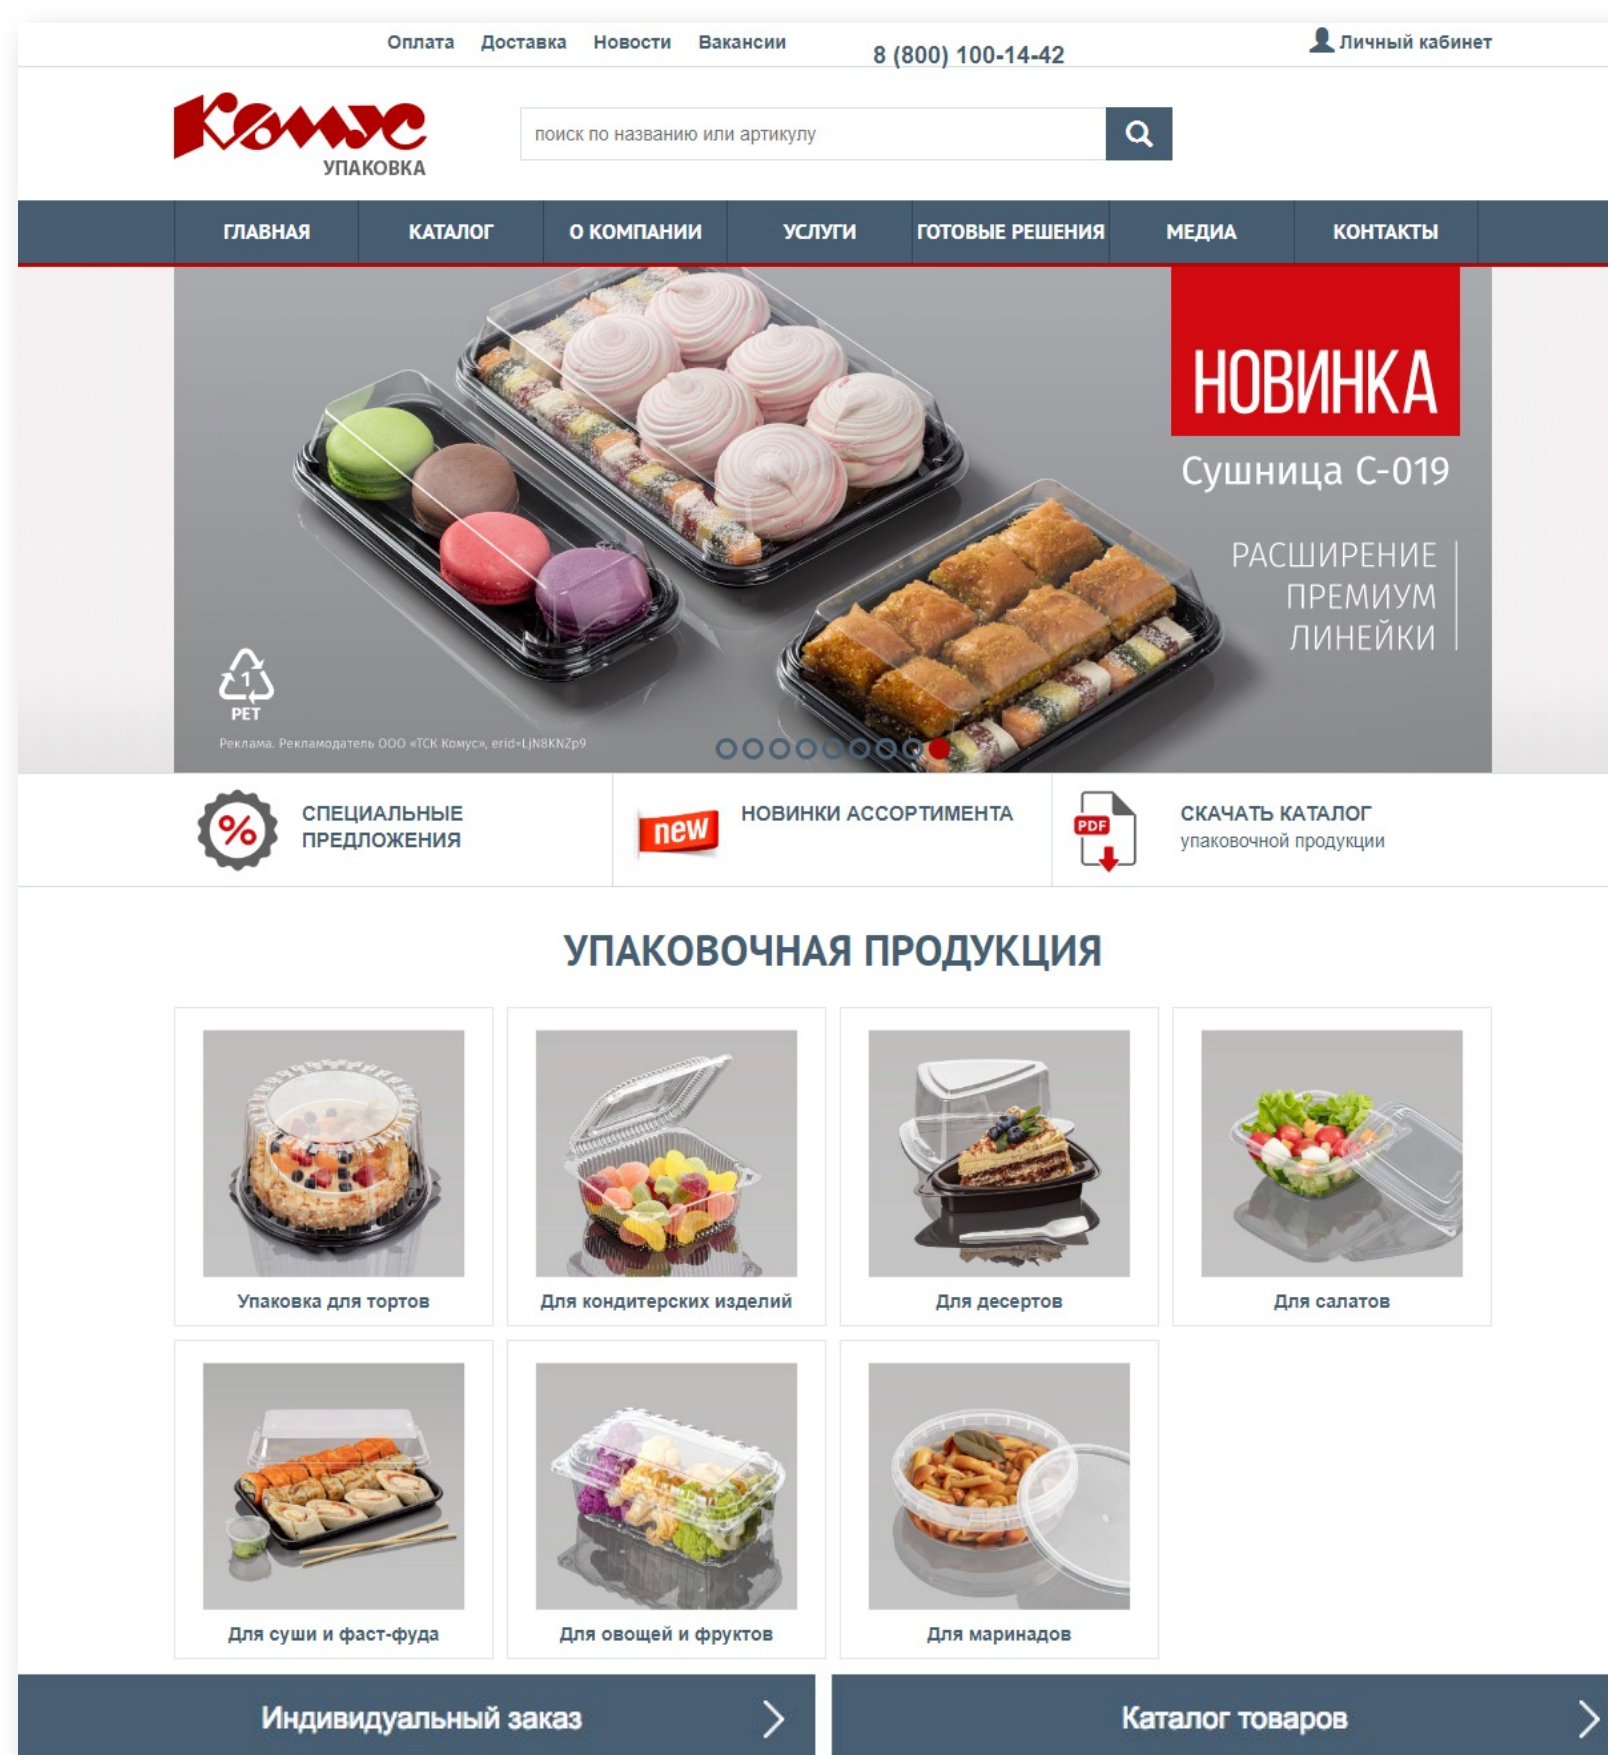 Оплата Доставка Новости Вакансии 8 (800) 100-14-42 Личный кабинет
Комус
УПАКОВКА
поиск по названию или артикулу
ГЛАВНАЯ КАТАЛОГ О КОМПАНИИ УСЛУГИ ГОТОВЫЕ РЕШЕНИЯ МЕДИА КОНТАКТЫ
НОВИНКА
Сушница С-019
РАСШИРЕНИЕ
ПРЕМИУМ
ЛИНЕЙКИ
1
PET
Реклама. Рекламодатель ООО «ТСК Комус», erid=LjN8KNZp9
%
СПЕЦИАЛЬНЫЕ
ПРЕДЛОЖЕНИЯ
new
НОВИНКИ АССОРТИМЕНТА
PDF
СКАЧАТЬ КАТАЛОГ
упаковочной продукции
УПАКОВОЧНАЯ ПРОДУКЦИЯ
Упаковка для тортов
Для кондитерских изделий
Для десертов
Для салатов
Для суши и фаст-фуда
Для овощей и фруктов
Для маринадов
Индивидуальный заказ
Каталог товаров